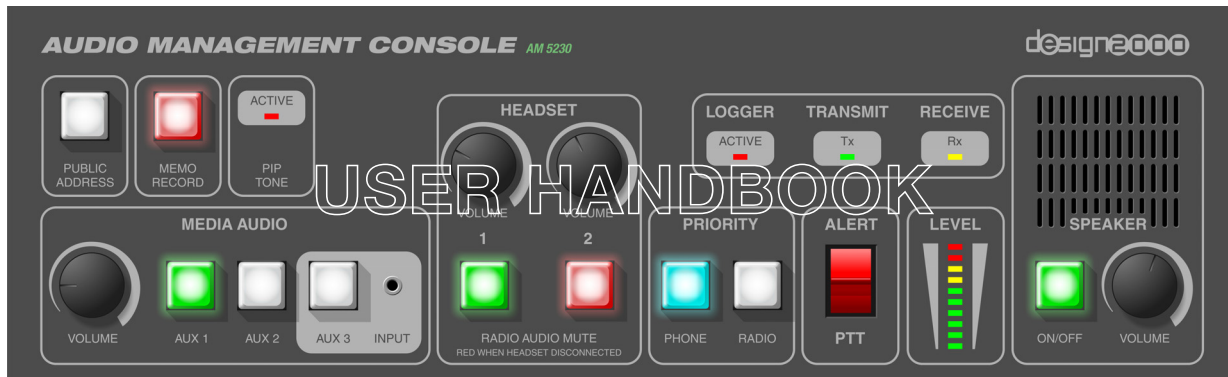 AUDIO MANAGEMENT CONSOLE AM 5230
design2000
PUBLIC
ADDRESS
MEMO
RECORD
ACTIVE
PIP
TONE
HEADSET
VOLUME
VOLUME
1
2
LOGGER
TRANSMIT
RECEIVE
ACTIVE
Tx
Rx
USER HANDBOOK
MEDIA AUDIO
VOLUME
AUX 1
AUX 2
AUX 3
INPUT
RADIO AUDIO MUTE
RED WHEN HEADSET DISCONNECTED
PRIORITY
PHONE
RADIO
ALERT
PTT
LEVEL
SPEAKER
ON/OFF
VOLUME